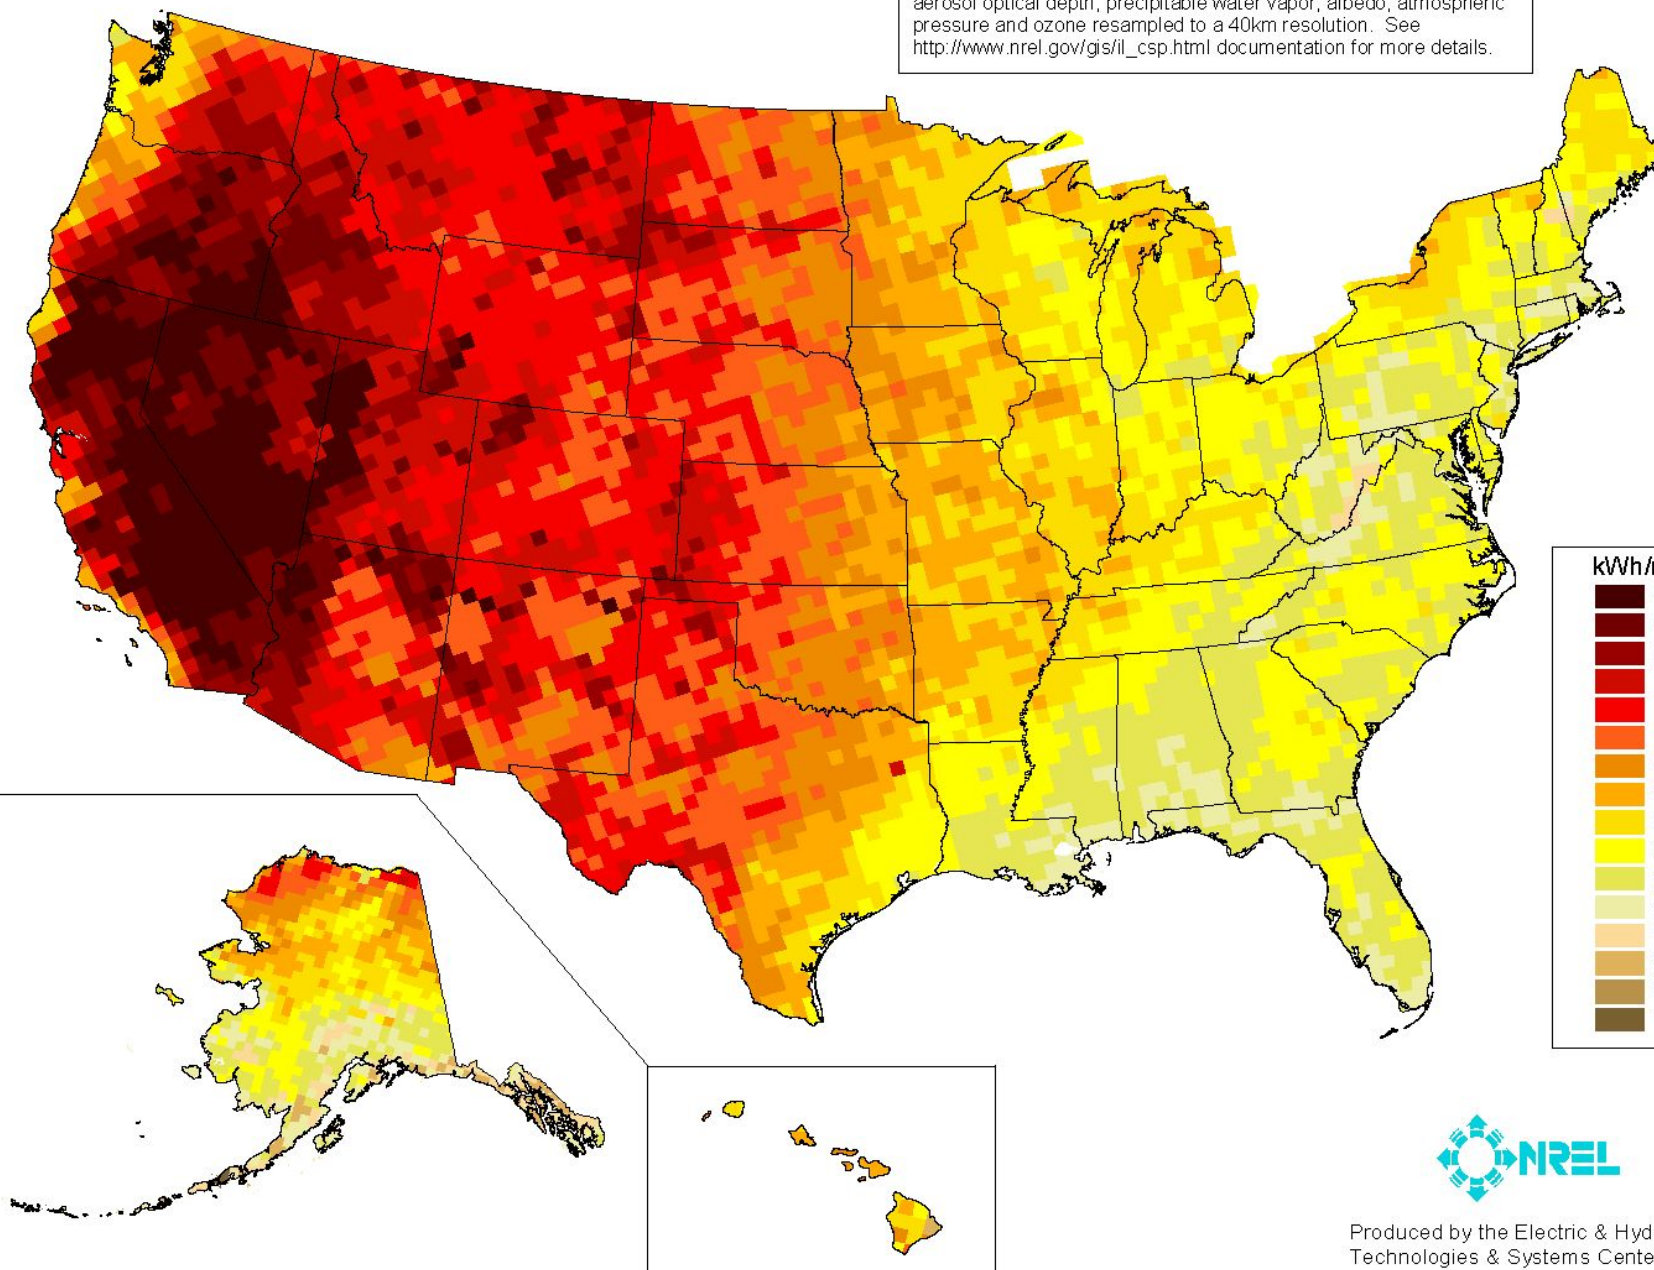 aerosol optical depth, precipitable water vapor, albedo, atmospheric
pressure and ozone resampled to a 40km resolution. See
http://www.nrel.gov/gis/il_csp.html documentation for more details.
kWh/
NREL
Produced by the Electric & Hyd
Technologies & Systems Cente